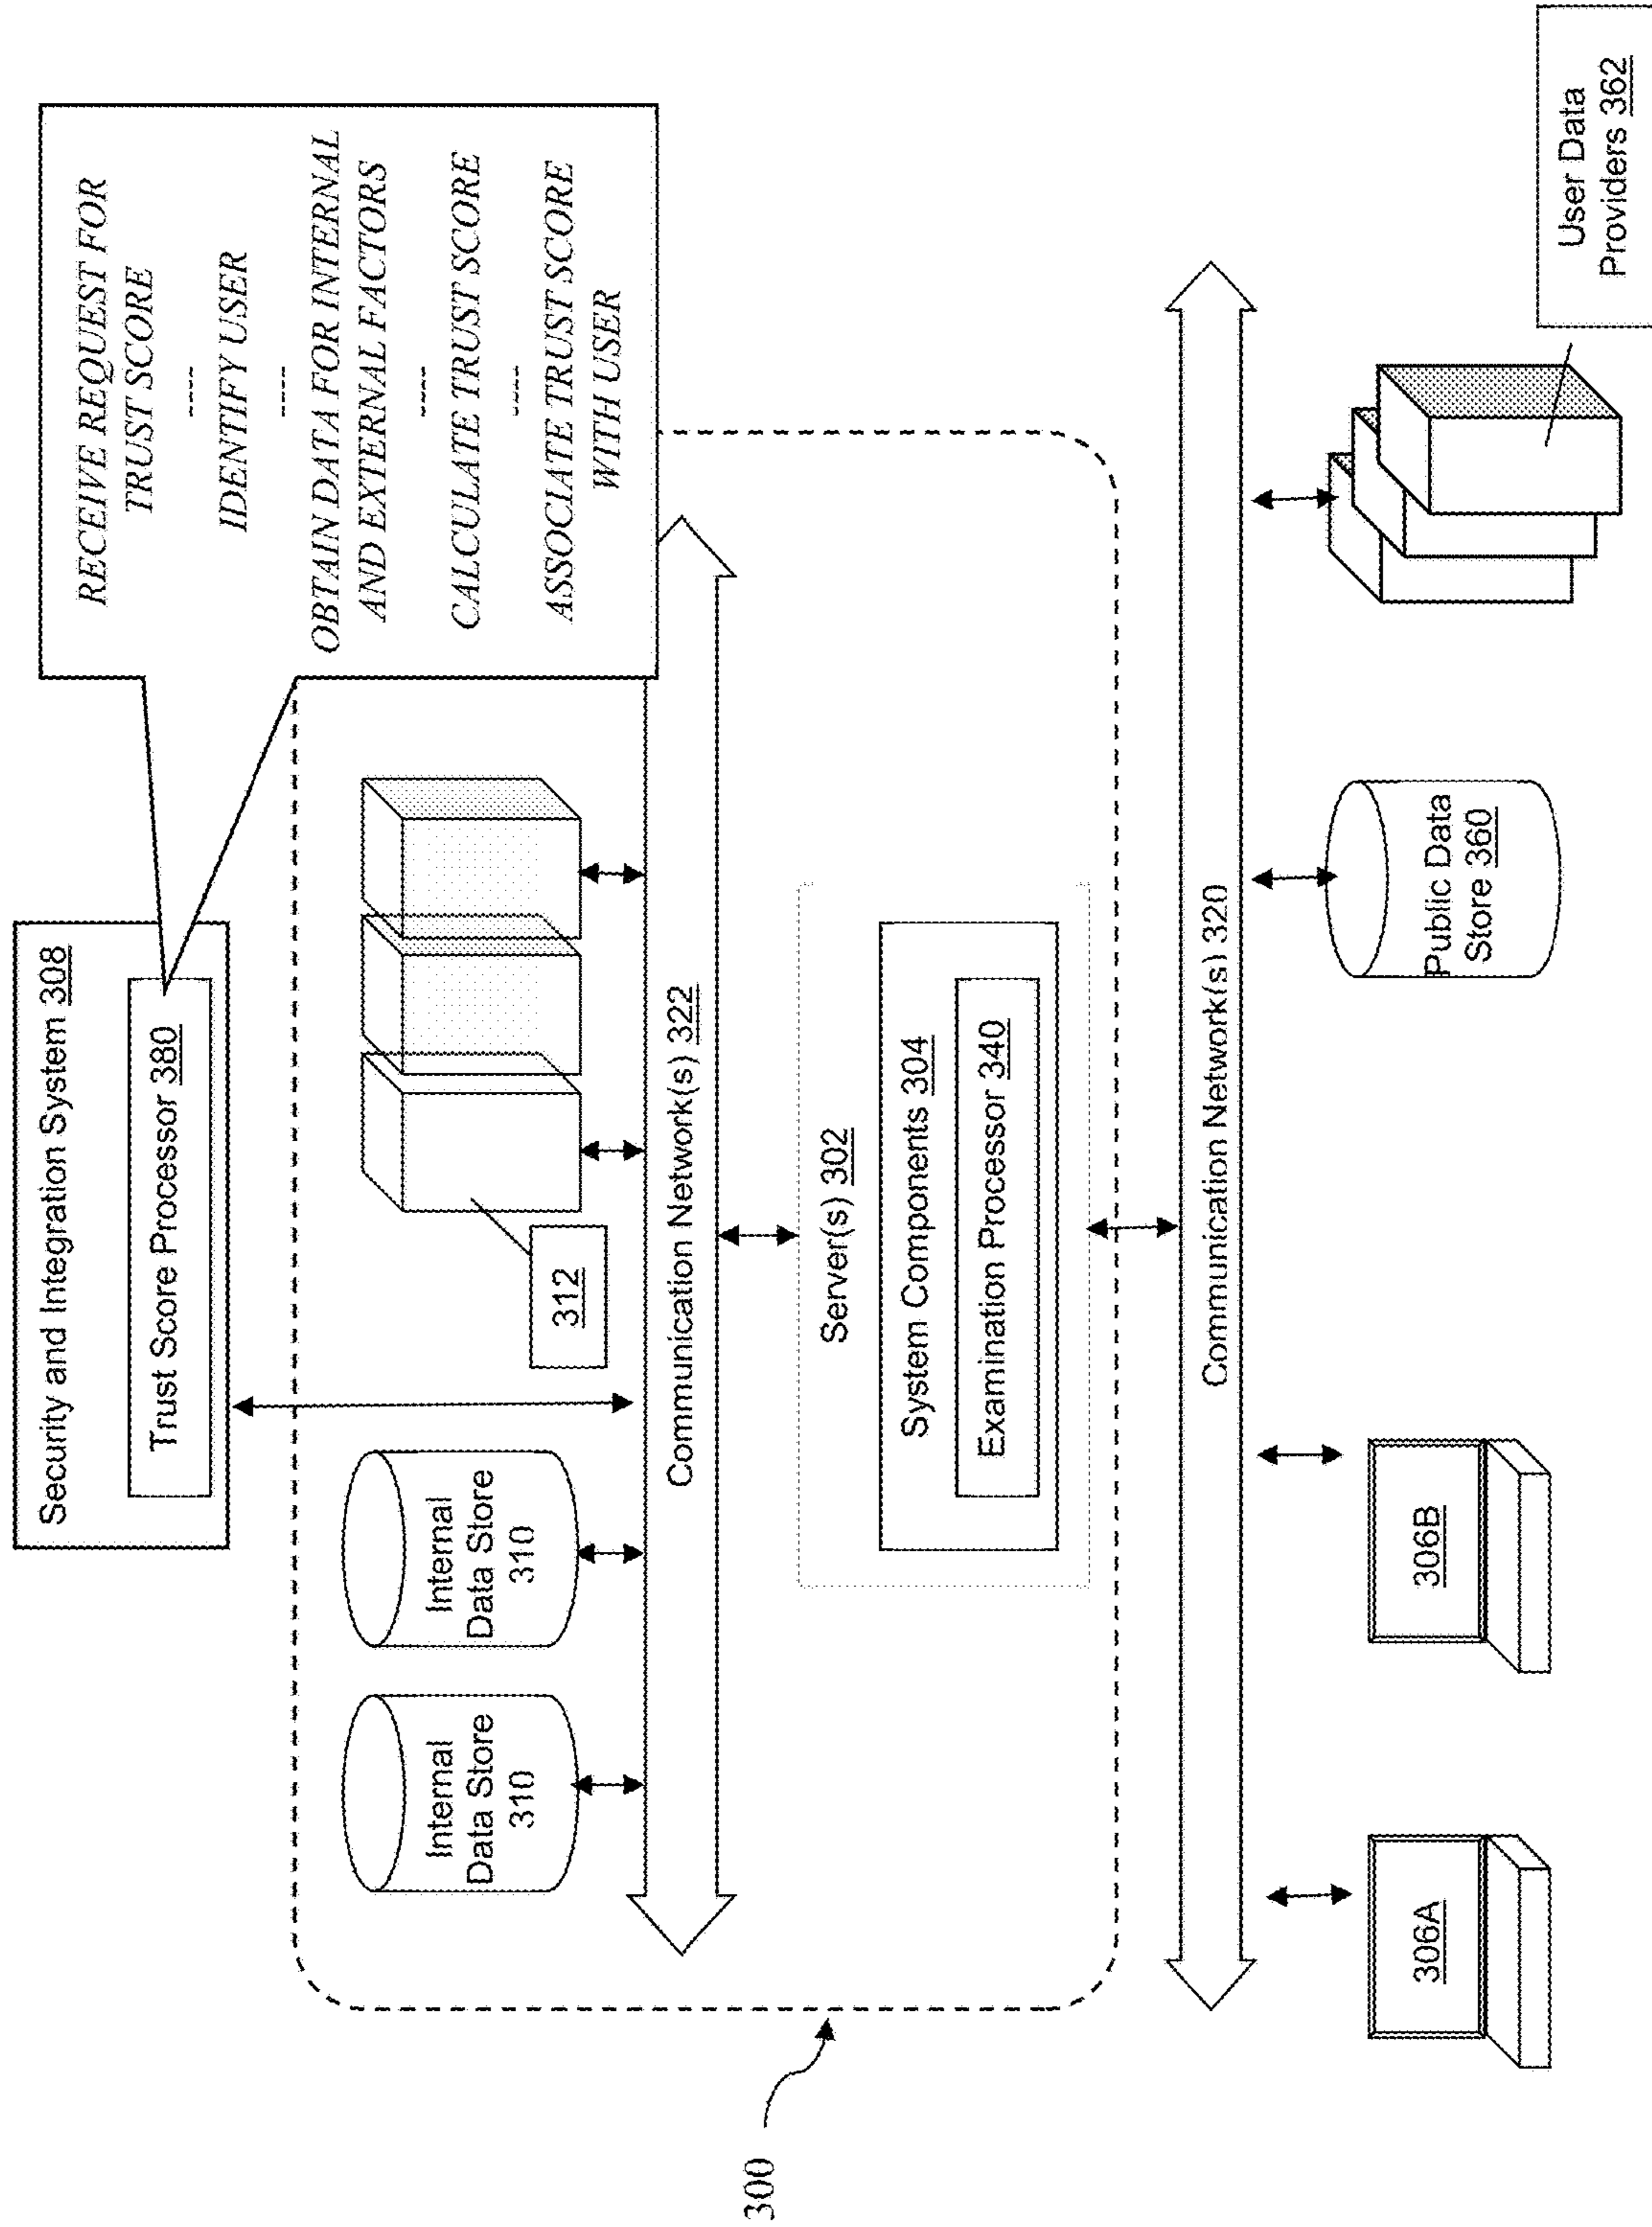 Security and Integration System 308
Trust Score Processor 380
RECEIVE REQUEST FOR
TRUST SCORE
----
IDENTIFY USER
----
OBTAIN DATA FOR INTERNAL
AND EXTERNAL FACTORS
----
CALCULATE TRUST SCORE
----
ASSOCIATE TRUST SCORE
WITH USER
Internal
Data Store
310
Internal
Data Store
310
312
Communication Network(s) 322
300
Server(s) 302
System Components 304
Examination Processor 340
Communication Network(s) 320
306A
306B
Public Data
Store 360
User Data
Providers 362